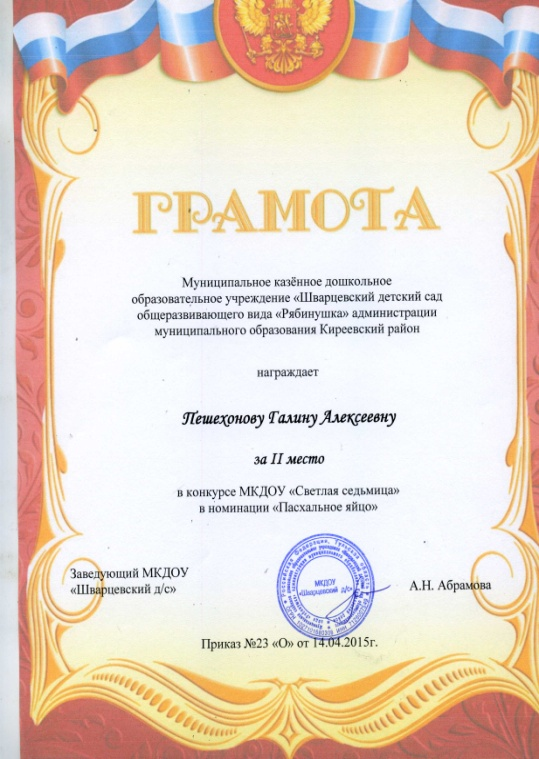 ГРАМОТА
Муниципальное казённое дошкольное
образовательное учреждение «Шварцевский детский сад
общеразвивающего вида «Рябинушка» администрации
муниципального образования Киреевский район
награждает
Пешехонову Галину Алексеевну
за II место
в конкурсе МКДОУ «Светлая седьмица»
в номинации «Пасхальное яйцо»
Заведующий МКДОУ
«Шварцевский д/с»
МКДОУ
«Шварцевский д/с»
А.Н. Абрамова
Приказ №23 «О» от 14.04.2015г.